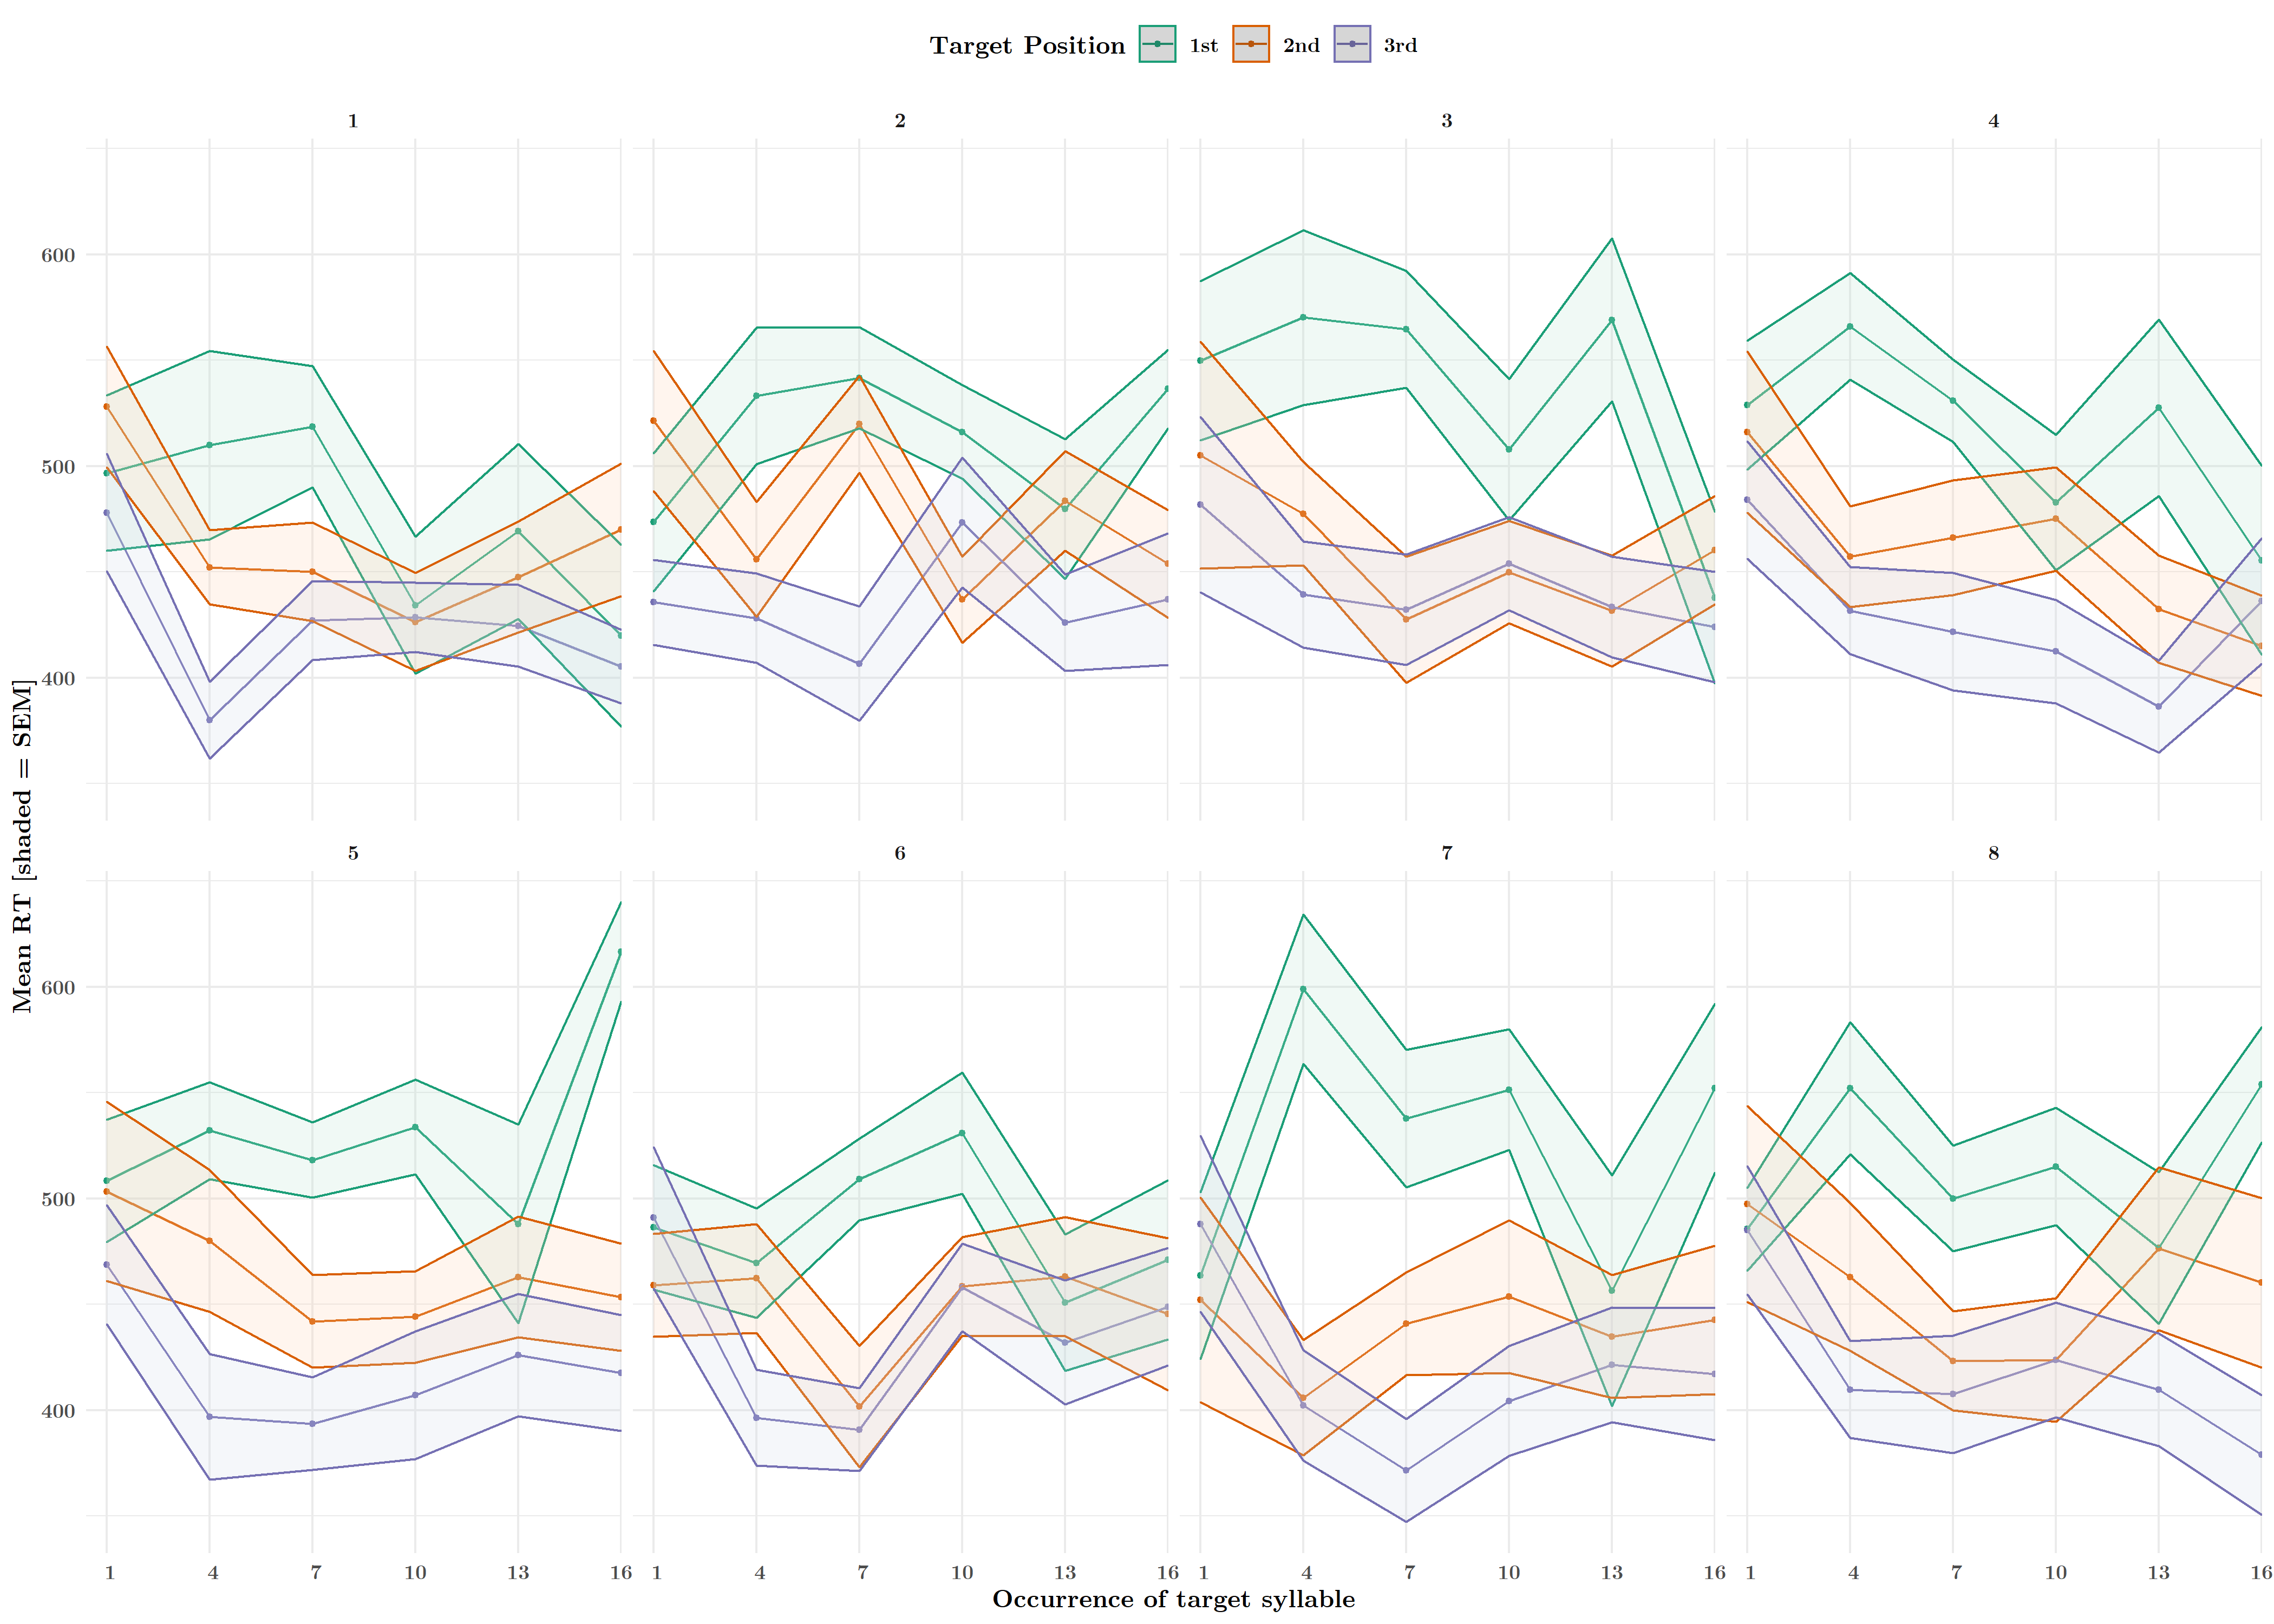 Target Position 1st 2nd 3rd
1 2 3 4
600
500
400
Mean RT [shaded = SEM]
5 6 7 8
600
500
400
1 4 7 10 13 16 1 4 7 10 13 16 1 4 7 10 13 16 1 4 7 10 13 16
Occurrence of target syllable